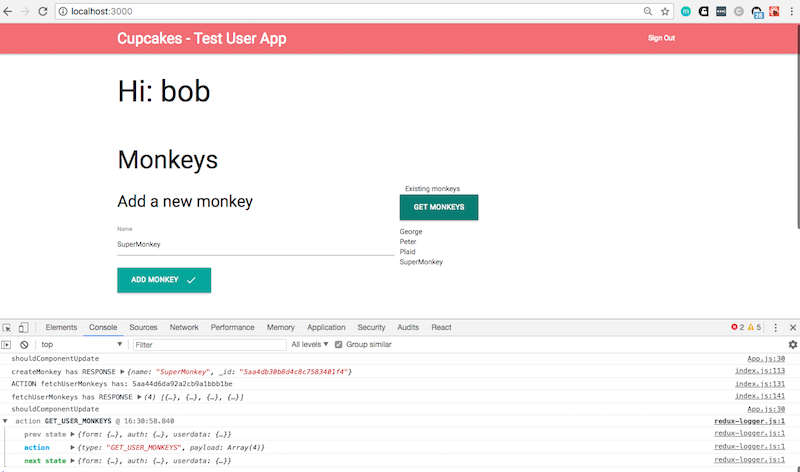 localhost:3000
28
Cupcakes - Test User App
Sign Out
Hi: bob
Monkeys
Add a new monkey
Name
SuperMonkey
ADD MONKEY
Existing monkeys
GET MONKEYS
George
Peter
Plaid
SuperMonkey
Elements Console Sources Network Performance Memory Application Security Audits React 2 5
top Filter All levels Group similar
shouldComponentUpdate App.js:30
createMonkey has RESPONSE {name: "SuperMonkey", _id: "5aa4db30b8d4c8c7583401f4"} index.js:113
ACTION fetchUserMonkeys has: 5aa44d6da92a2cb9a1bbb1be index.js:131
fetchUserMonkeys has RESPONSE (4) [{…}, {…}, {…}, {…}] index.js:141
shouldComponentUpdate App.js:30
action GET_USER_MONKEYS @ 16:30:58.840 redux-logger.js:1
prev state {form: {…}, auth: {…}, userdata: {…}} redux-logger.js:1
action {type: "GET_USER_MONKEYS", payload: Array(4)} redux-logger.js:1
next state {form: {…}, auth: {…}, userdata: {…}} redux-logger.js:1